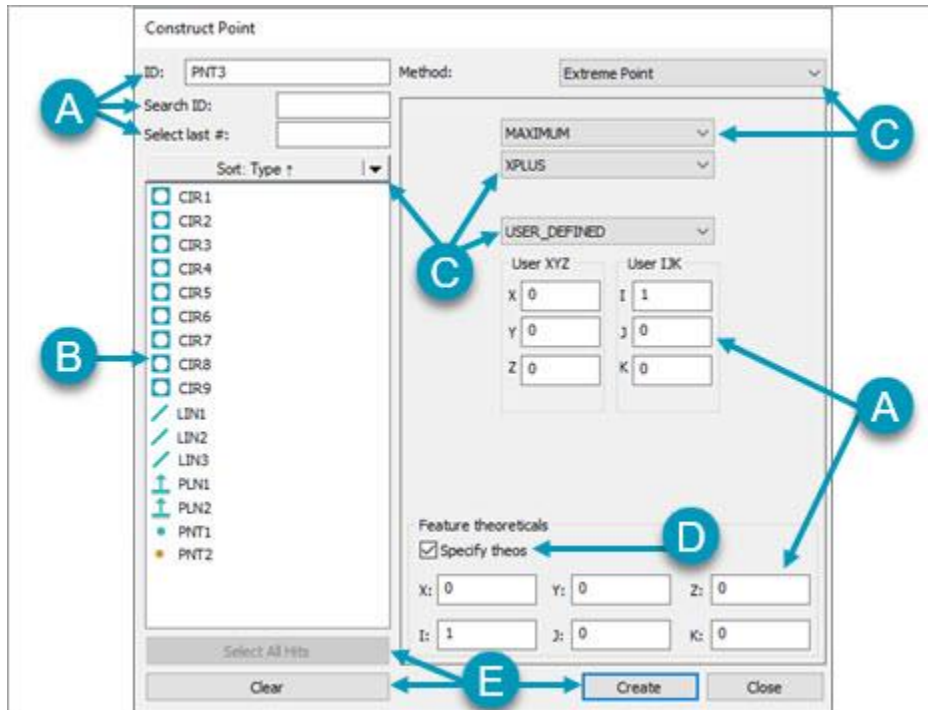 Construct Point
ID: PNT3 Method: Extreme Point
A
Search ID:
C
Select last #: MAXIMUM
Sort: Type ↑ XPLUS
CIR1
CIR2
CIR3 USER_DEFINED
C
CIR4 User XYZ User IJK
CIR5 X 0 I 1
CIR6
CIR7 Y 0 J 0
B
CIR8 Z 0 K 0
CIR9
A
LIN1
LIN2
LIN3
PLN1
PLN2
PNT1 Feature theoreticals
PNT2 Specify theos D
X: 0 Y: 0 Z: 0
I: 1 J: 0 K: 0
Select All Hits
E
Clear Create Close